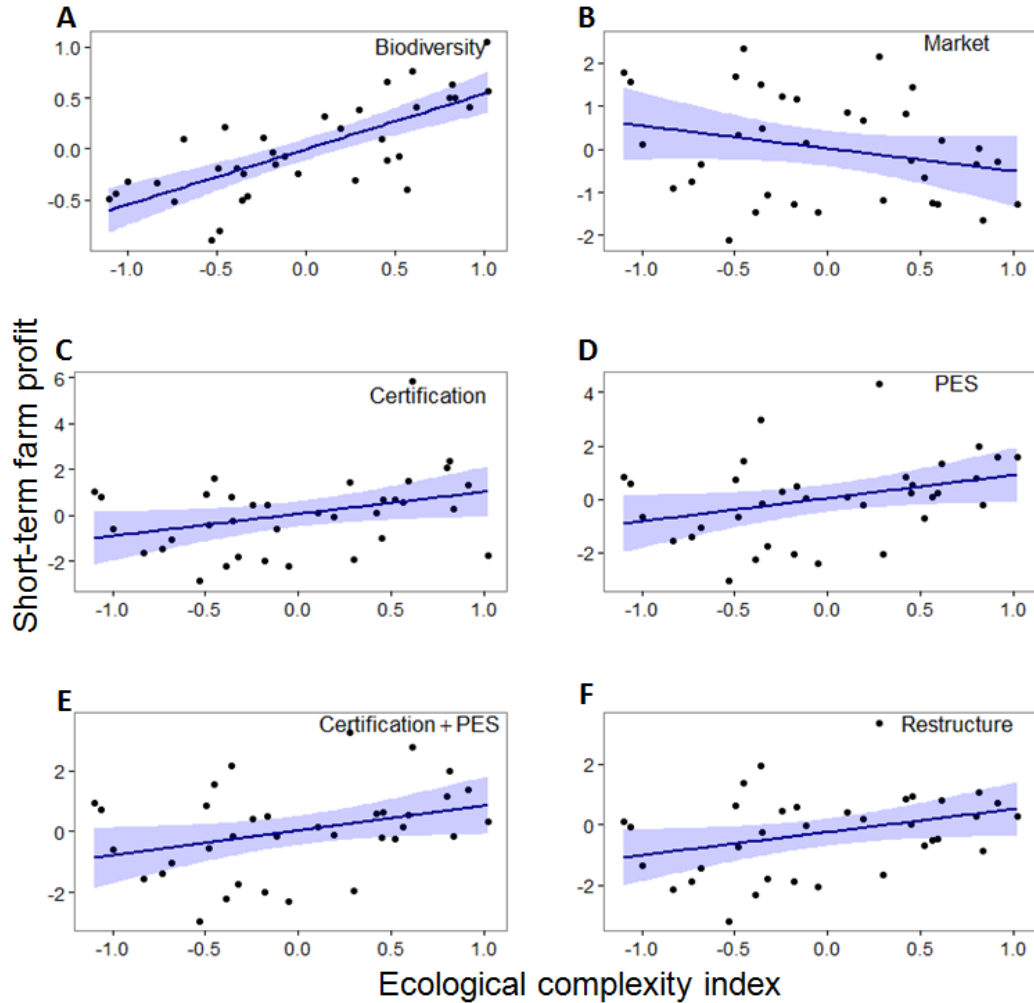 A
Biodiversity
1.0
0.5
0.0
-0.5
-1.0 -0.5 0.0 0.5 1.0
B
Market
2
1
0
-1
-2
-1.0 -0.5 0.0 0.5 1.0
Short-term farm profit
C
Certification
6
4
2
0
-2
-1.0 -0.5 0.0 0.5 1.0
D
PES
4
2
0
-2
-1.0 -0.5 0.0 0.5 1.0
E
Certification + PES
2
0
-2
-1.0 -0.5 0.0 0.5 1.0
F
Restructure
2
0
-2
-1.0 -0.5 0.0 0.5 1.0
Ecological complexity index